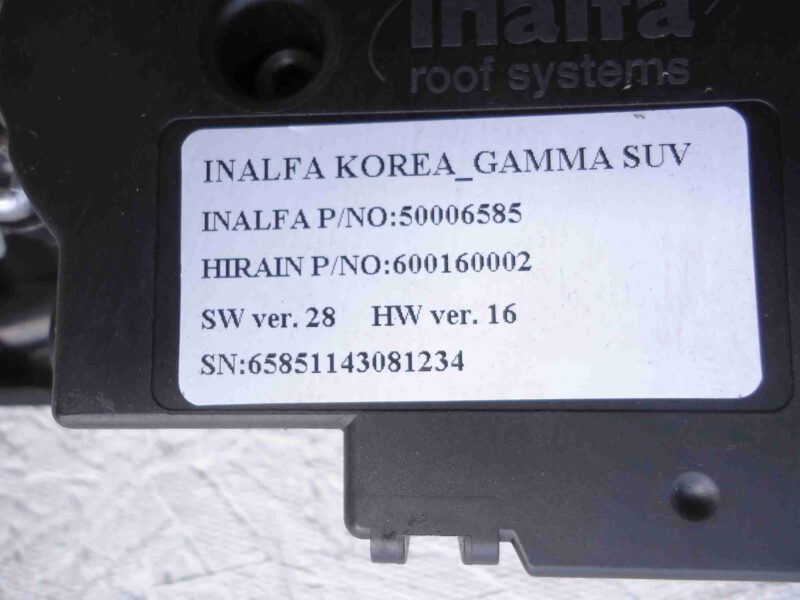 Inalfa
roof systems
INALFA KOREA_GAMMA SUV
INALFA P/NO:50006585
HIRAIN P/NO:600160002
SW ver. 28 HW ver. 16
SN:65851143081234